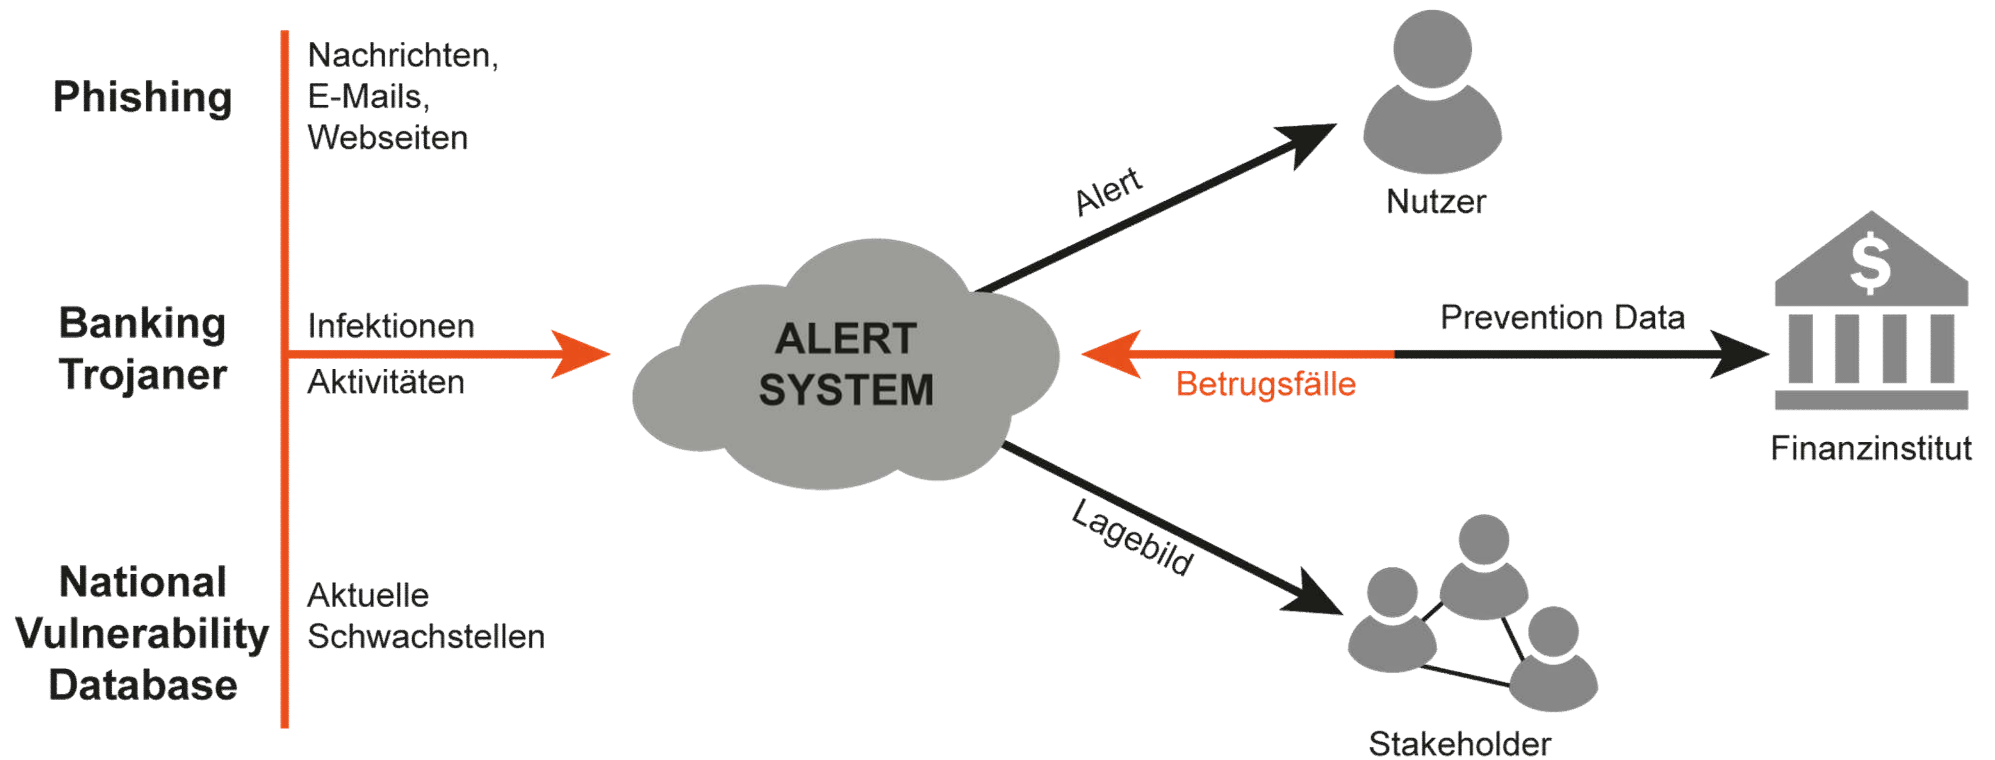 Phishing
Nachrichten,
E-Mails,
Webseiten
Banking
Trojaner
Infektionen
Aktivitäten
National
Vulnerability
Database
Aktuelle
Schwachstellen
ALERT
SYSTEM
Alert
Nutzer
Prevention Data
Betrugsfälle
$
Finanzinstitut
Lagebild
Stakeholder